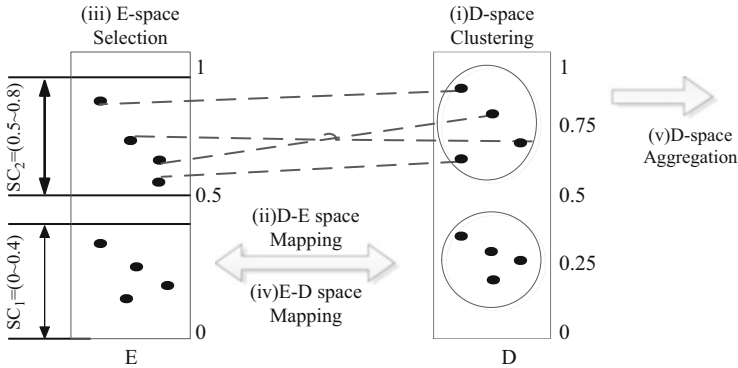 (iii) E-space
Selection
(i)D-space
Clustering
1
1
SC2=(0.5~0.8)
0.75
(v)D-space
Aggregation
0.5
0.5
(ii)D-E space
Mapping
SC1=(0~0.4)
0.25
(iv)E-D space
Mapping
0
0
E
D